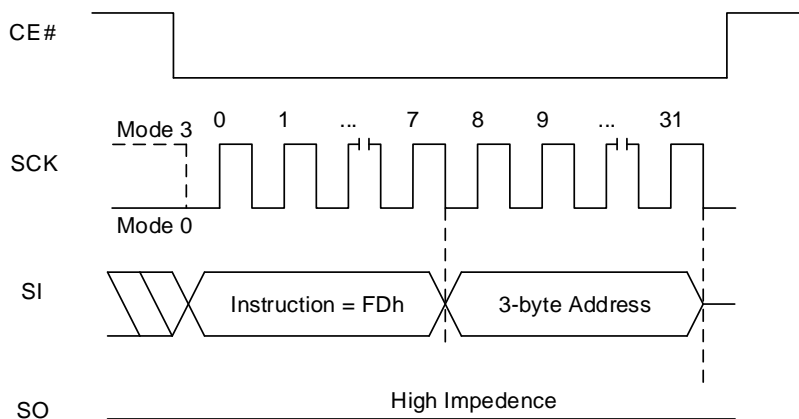 CE#
0 1 ... 7 8 9 ... 31
Mode 3
SCK
Mode 0
SI
Instruction = FDh
3-byte Address
High Impedence
SO